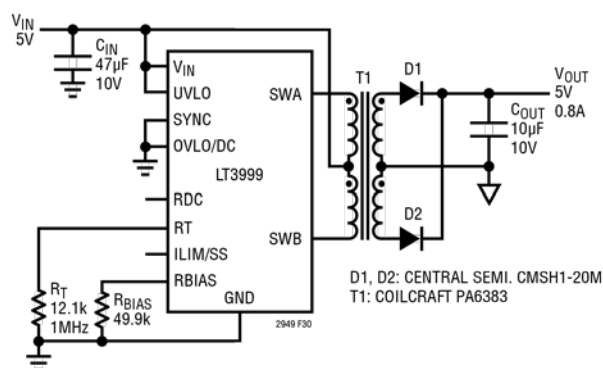 VIN
5V
CIN
47µF
10V
VIN
UVLO
SYNC
OVLO/DC
LT3999
RDC
RT
ILIM/SS
RBIAS
GND
SWA
SWB
T1
D1
D2
VOUT
5V
0.8A
COUT
10µF
10V
RT
12.1k
1MHz
RBIAS
49.9k
2949 F30
D1, D2: CENTRAL SEMI. CMSH1-20M
T1: COILCRAFT PA6383